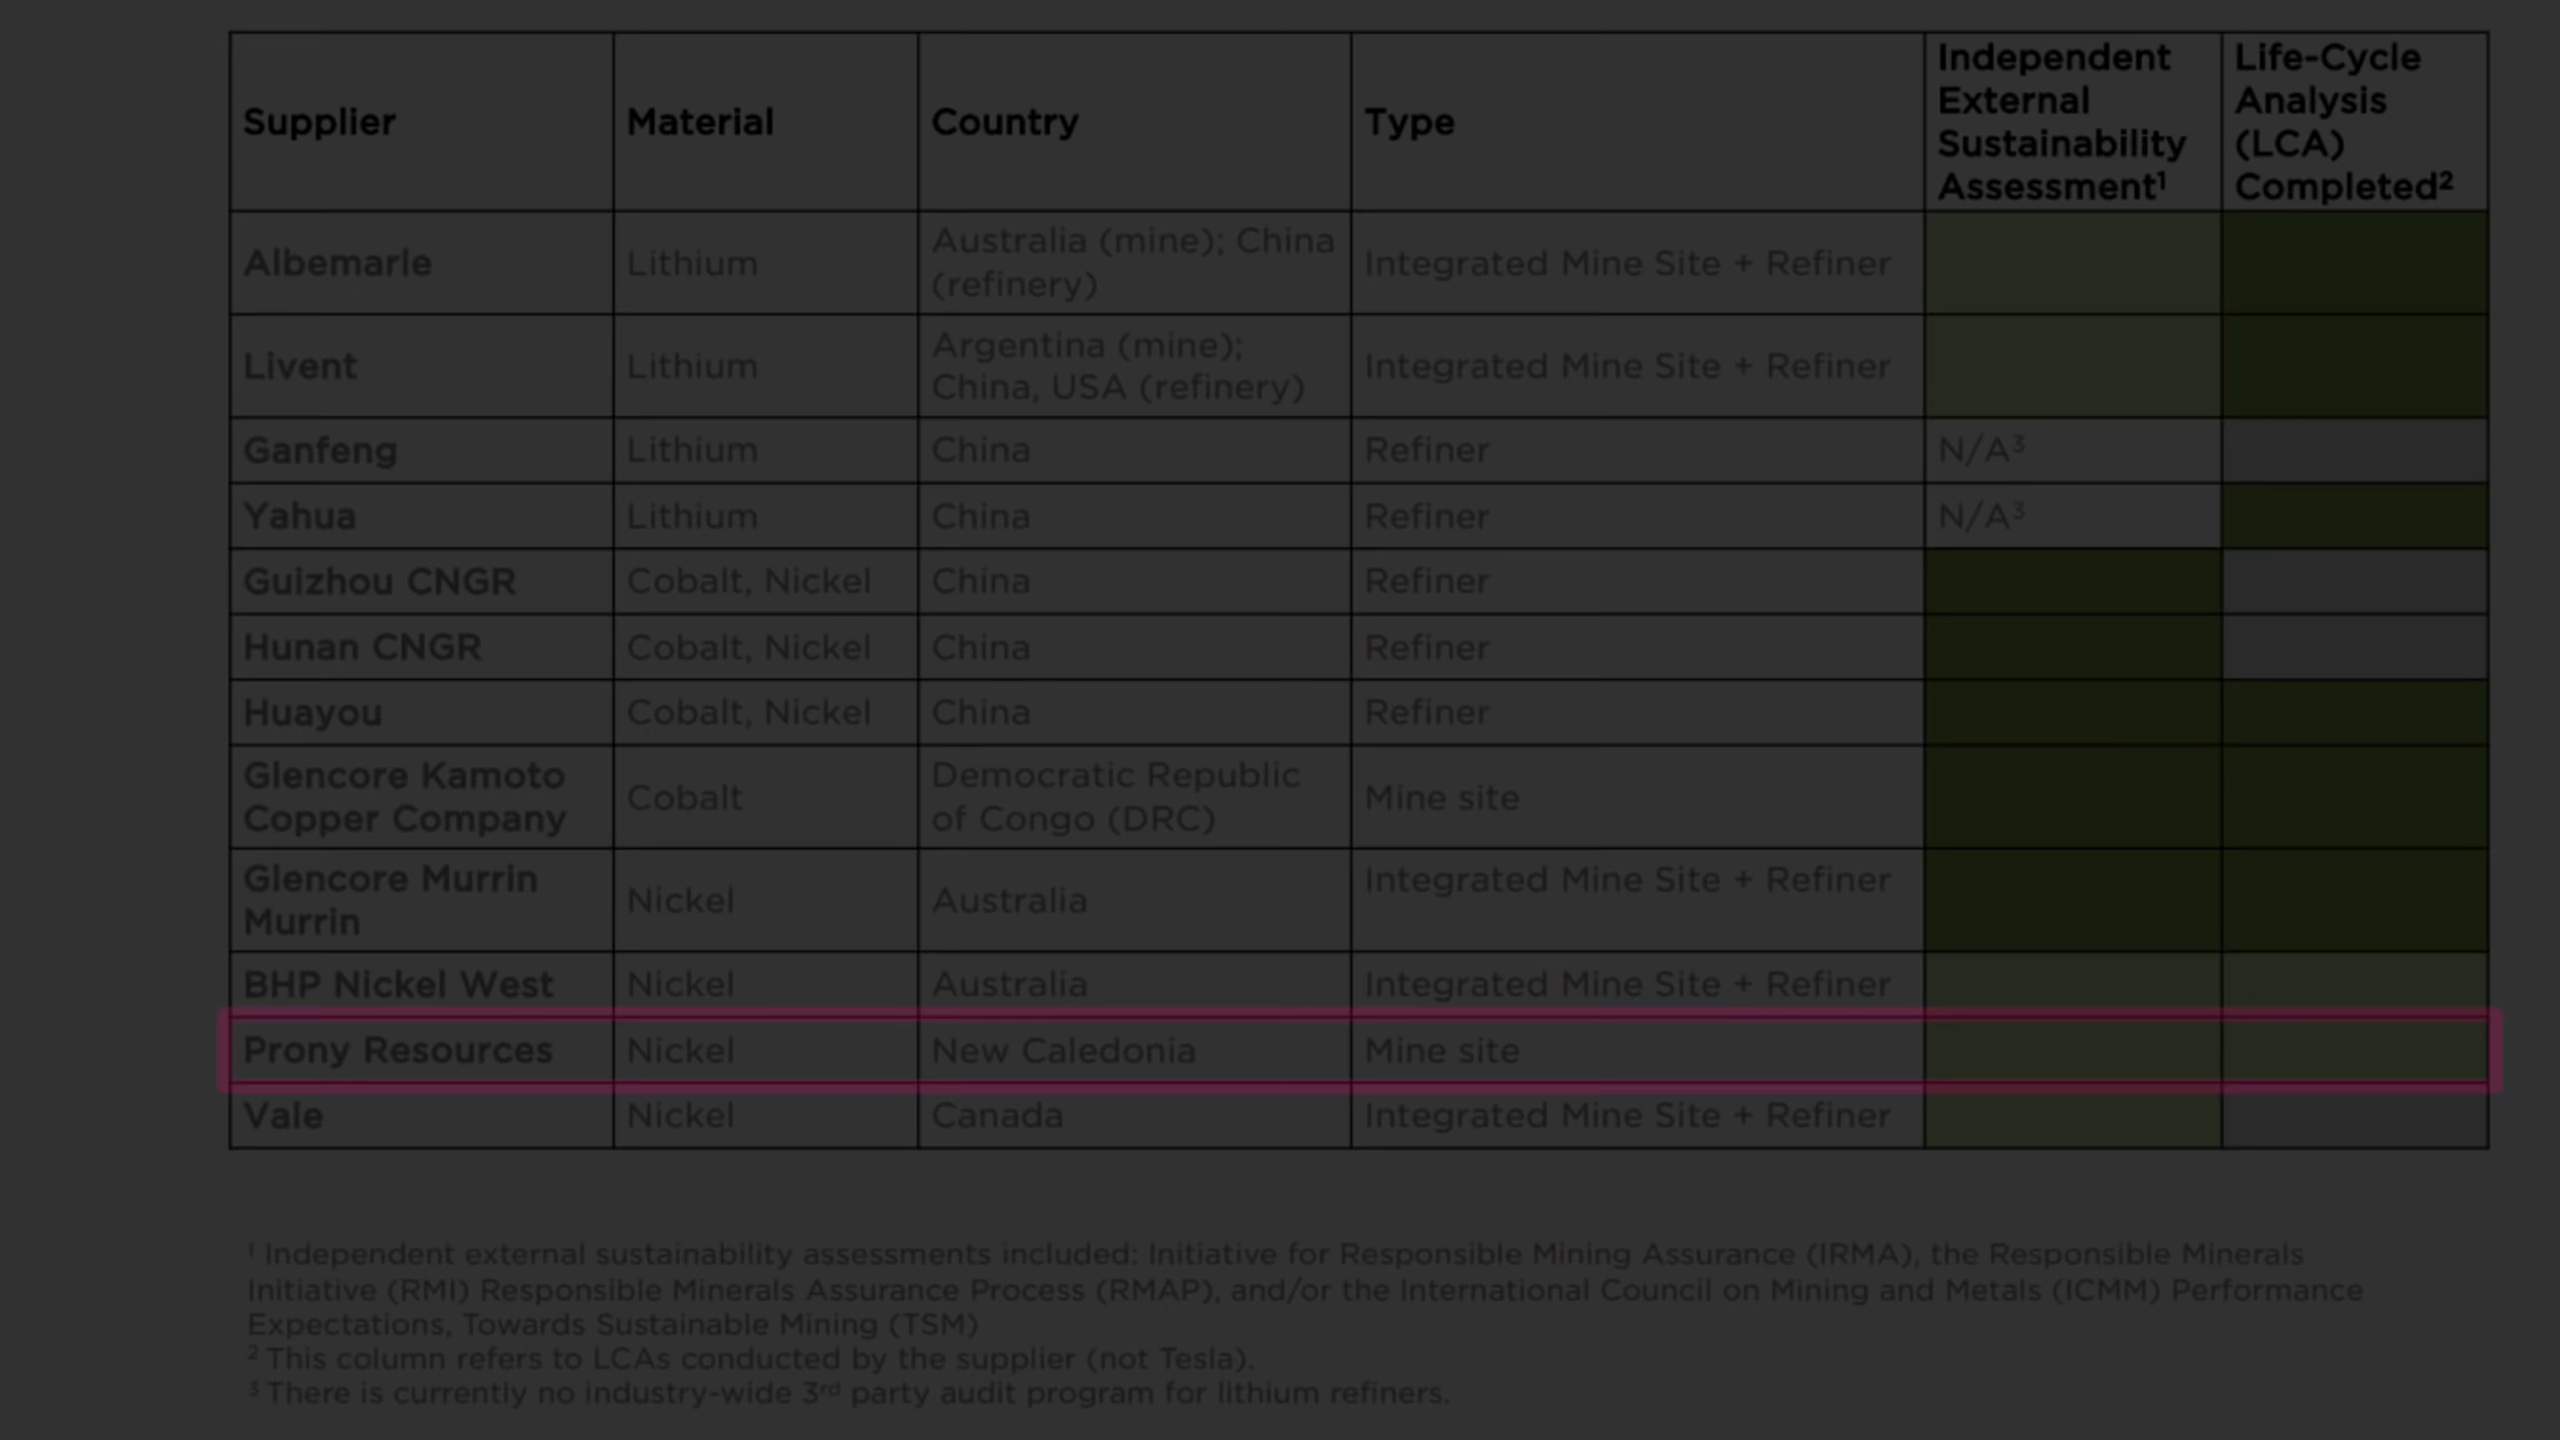 Supplier Material Country Type Independent External Sustainability Assessment¹ Life-Cycle Analysis (LCA) Completed²
Albemarle Lithium Australia (mine); China (refinery) Integrated Mine Site + Refiner
Livent Lithium Argentina (mine); China, USA (refinery) Integrated Mine Site + Refiner
Ganfeng Lithium China Refiner N/A³
Yahua Lithium China Refiner N/A³
Guizhou CNGR Cobalt, Nickel China Refiner
Hunan CNGR Cobalt, Nickel China Refiner
Huayou Cobalt, Nickel China Refiner
Glencore Kamoto Copper Company Cobalt Democratic Republic of Congo (DRC) Mine site
Glencore Murrin Murrin Nickel Australia Integrated Mine Site + Refiner
BHP Nickel West Nickel Australia Integrated Mine Site + Refiner
Prony Resources Nickel New Caledonia Mine site
Vale Nickel Canada Integrated Mine Site + Refiner
¹ Independent external sustainability assessments included: Initiative for Responsible Mining Assurance (IRMA), the Responsible Minerals
Initiative (RMI) Responsible Minerals Assurance Process (RMAP), and/or the International Council on Mining and Metals (ICMM) Performance
Expectations, Towards Sustainable Mining (TSM)
² This column refers to LCAs conducted by the supplier (not Tesla).
³ There is currently no industry-wide 3rd party audit program for lithium refiners.